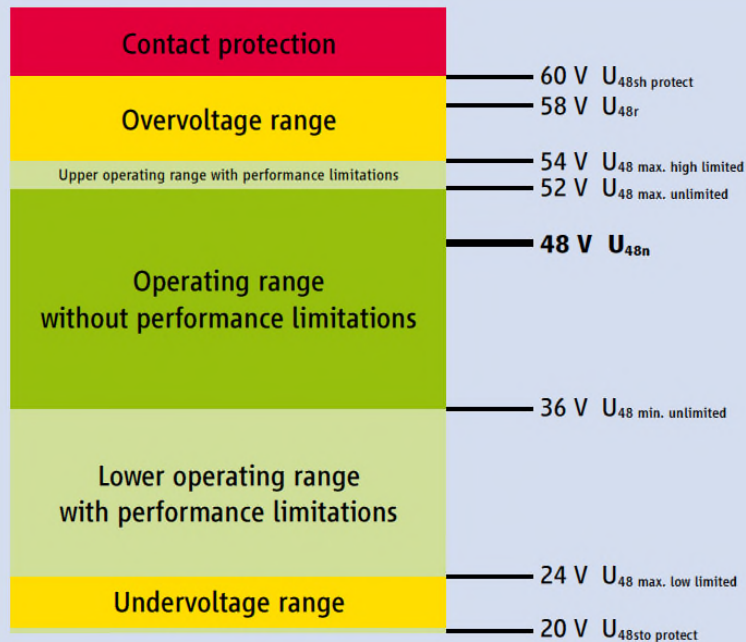 Contact protection
60 V U48sh protect
58 V U48r
Overvoltage range
54 V U48 max. high limited
Upper operating range with performance limitations
52 V U48 max. unlimited
48 V U48n
Operating range
without performance limitations
36 V U48 min. unlimited
Lower operating range
with performance limitations
24 V U48 max. low limited
Undervoltage range
20 V U48sto protect